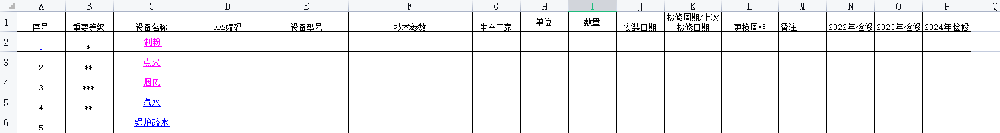 A B C D E F G H I J K L M N O P Q
1 序号 重要等级 设备名称 KKS编码 设备型号 技术参数 生产厂家 单位 数量 安装日期 检修周期/上次 更换周期 备注 2022年检修 2023年检修 2024年检修
检修日期
2 1 * 制粉
3 2 ** 点火
4 3 *** 烟风
5 4 ** 汽水
6 5 锅炉疏水